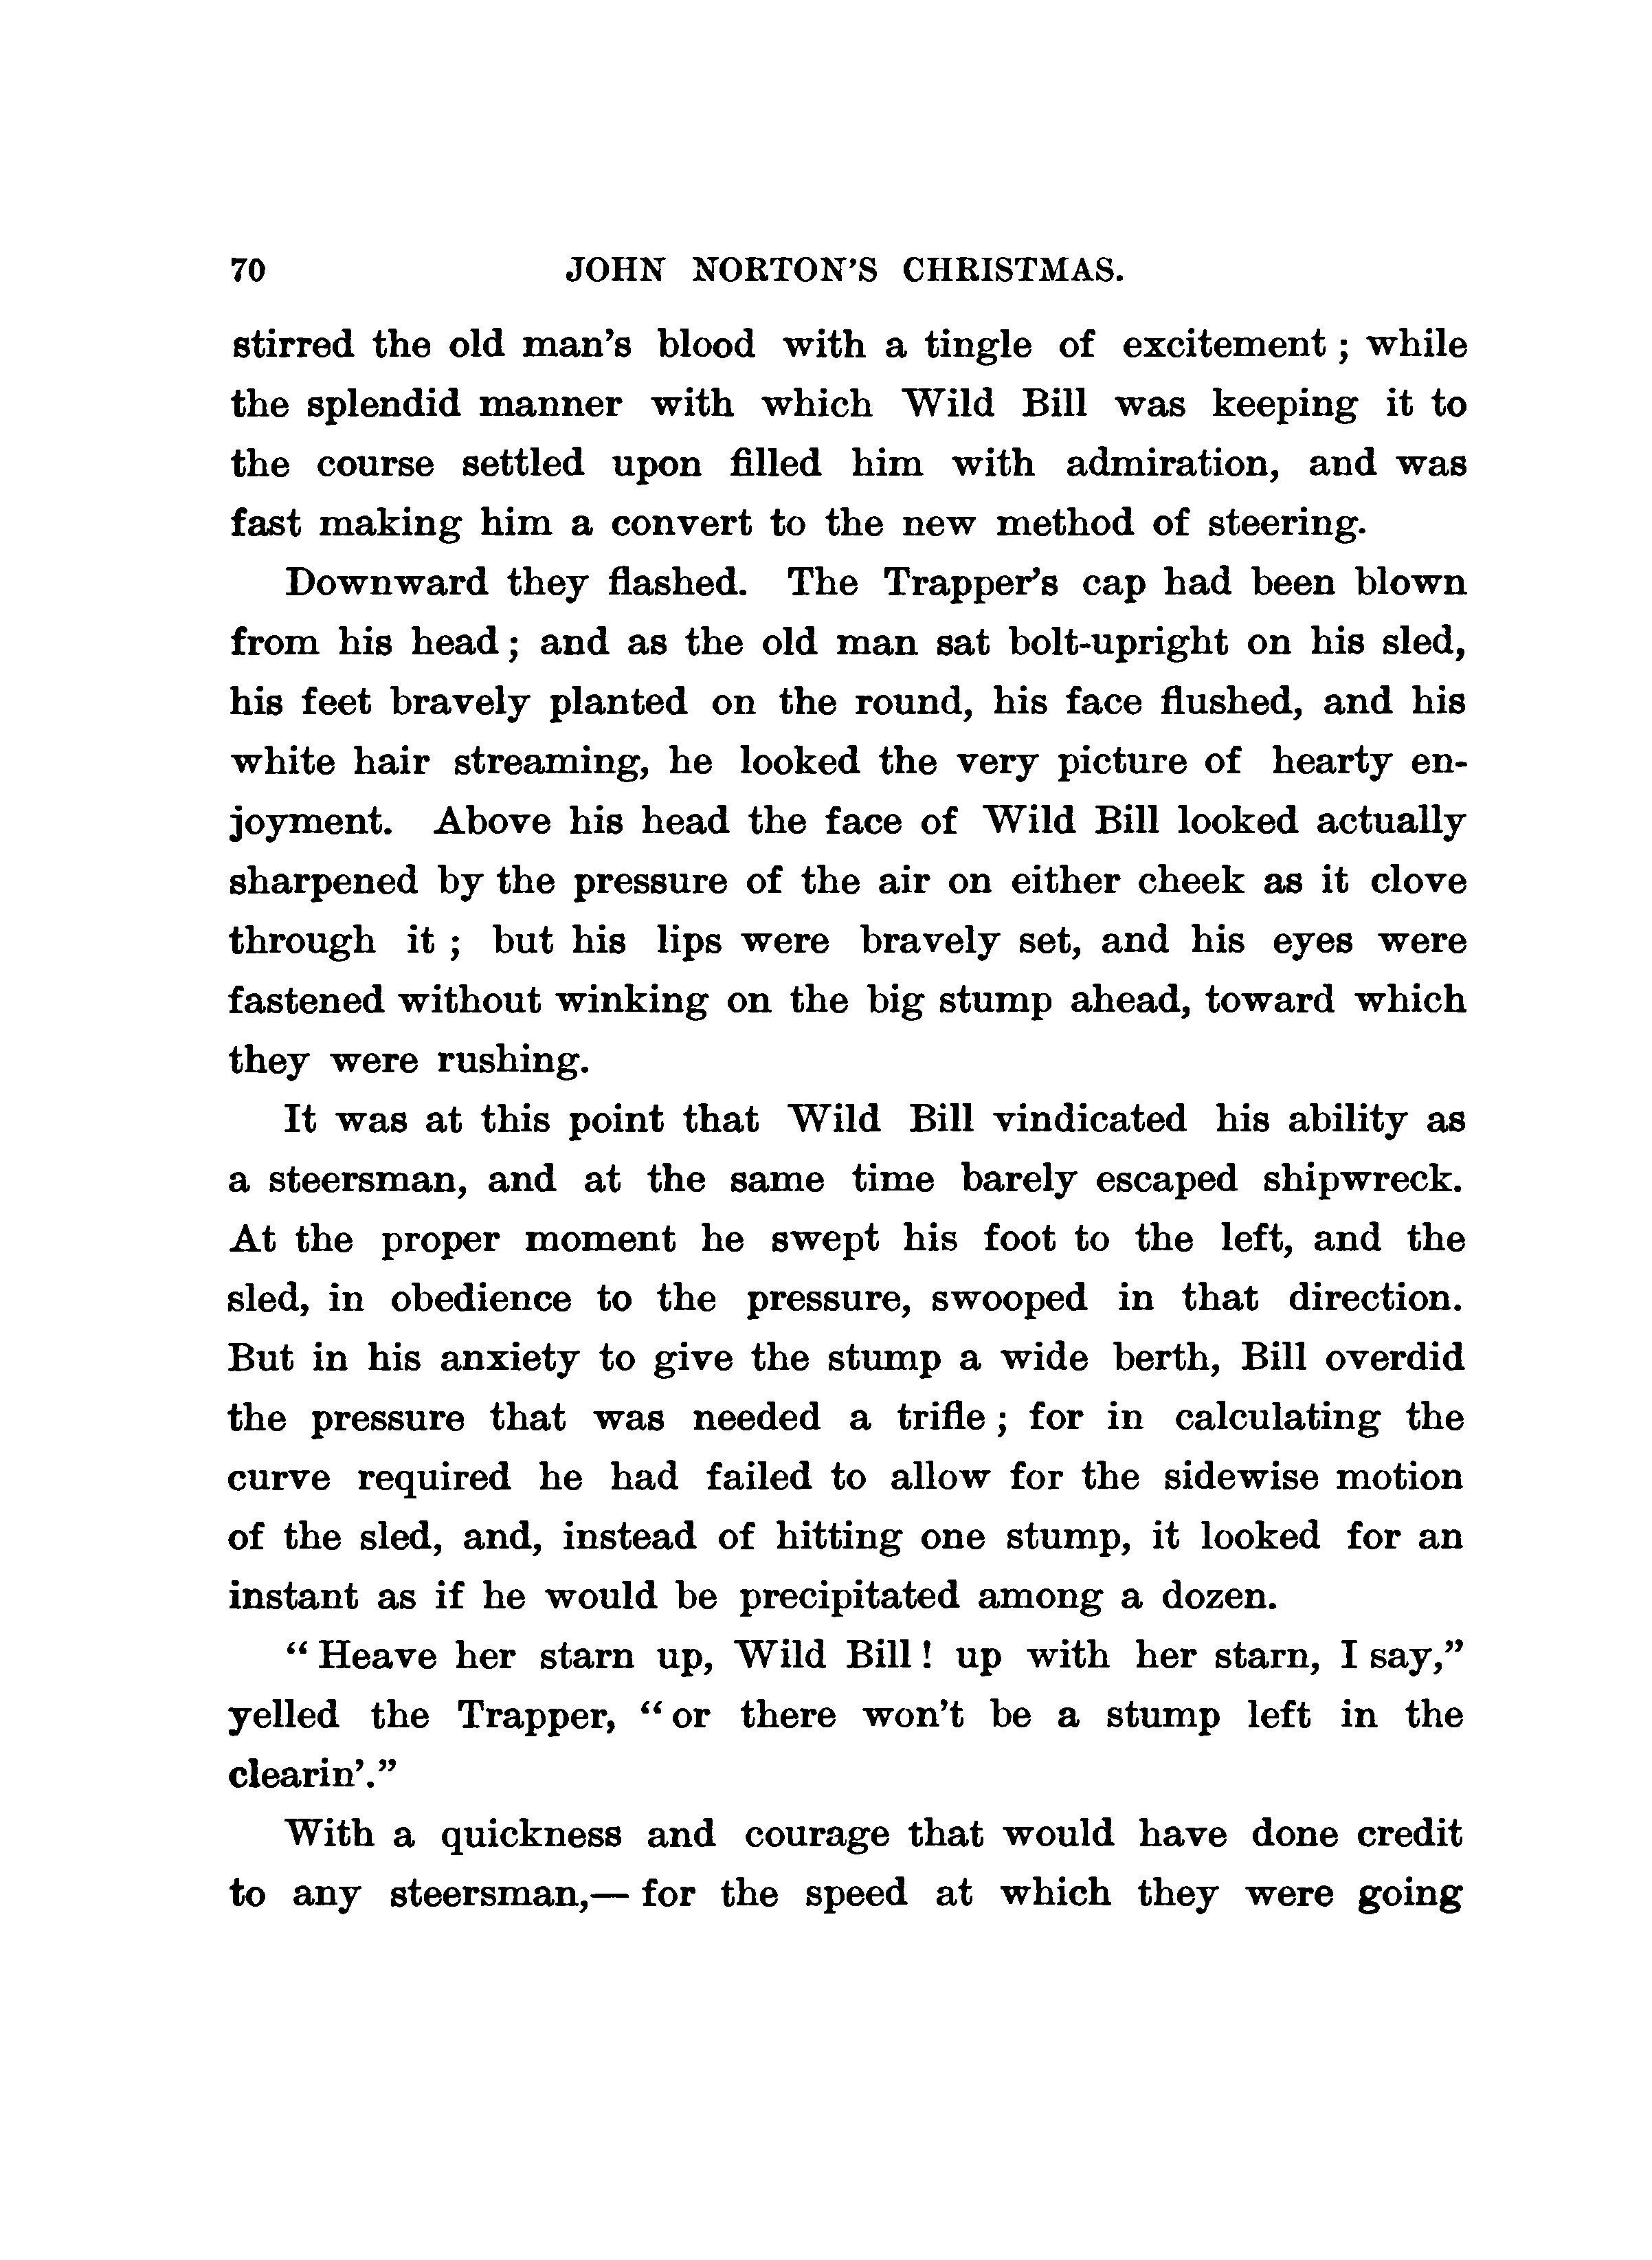 70 JOHN NORTON'S CHRISTMAS.
stirred the old man's blood with a tingle of excitement; while
the splendid manner with which Wild Bill was keeping it to
the course settled upon filled him with admiration, and was
fast making him a convert to the new method of steering.
Downward they flashed. The Trapper's cap had been blown
from his head; and as the old man sat bolt-upright on his sled,
his feet bravely planted on the round, his face flushed, and his
white hair streaming, he looked the very picture of hearty en-
joyment. Above his head the face of Wild Bill looked actually
sharpened by the pressure of the air on either cheek as it clove
through it; but his lips were bravely set, and his eyes were
fastened without winking on the big stump ahead, toward which
they were rushing.
It was at this point that Wild Bill vindicated his ability as
a steersman, and at the same time barely escaped shipwreck.
At the proper moment he swept his foot to the left, and the
sled, in obedience to the pressure, swooped in that direction.
But in his anxiety to give the stump a wide berth, Bill overdid
the pressure that was needed a trifle; for in calculating the
curve required he had failed to allow for the sidewise motion
of the sled, and, instead of hitting one stump, it looked for an
instant as if he would be precipitated among a dozen.
“Heave her starn up, Wild Bill! up with her starn, I say,”
yelled the Trapper, “or there won't be a stump left in the
clearin'.”
With a quickness and courage that would have done credit
to any steersman,— for the speed at which they were going